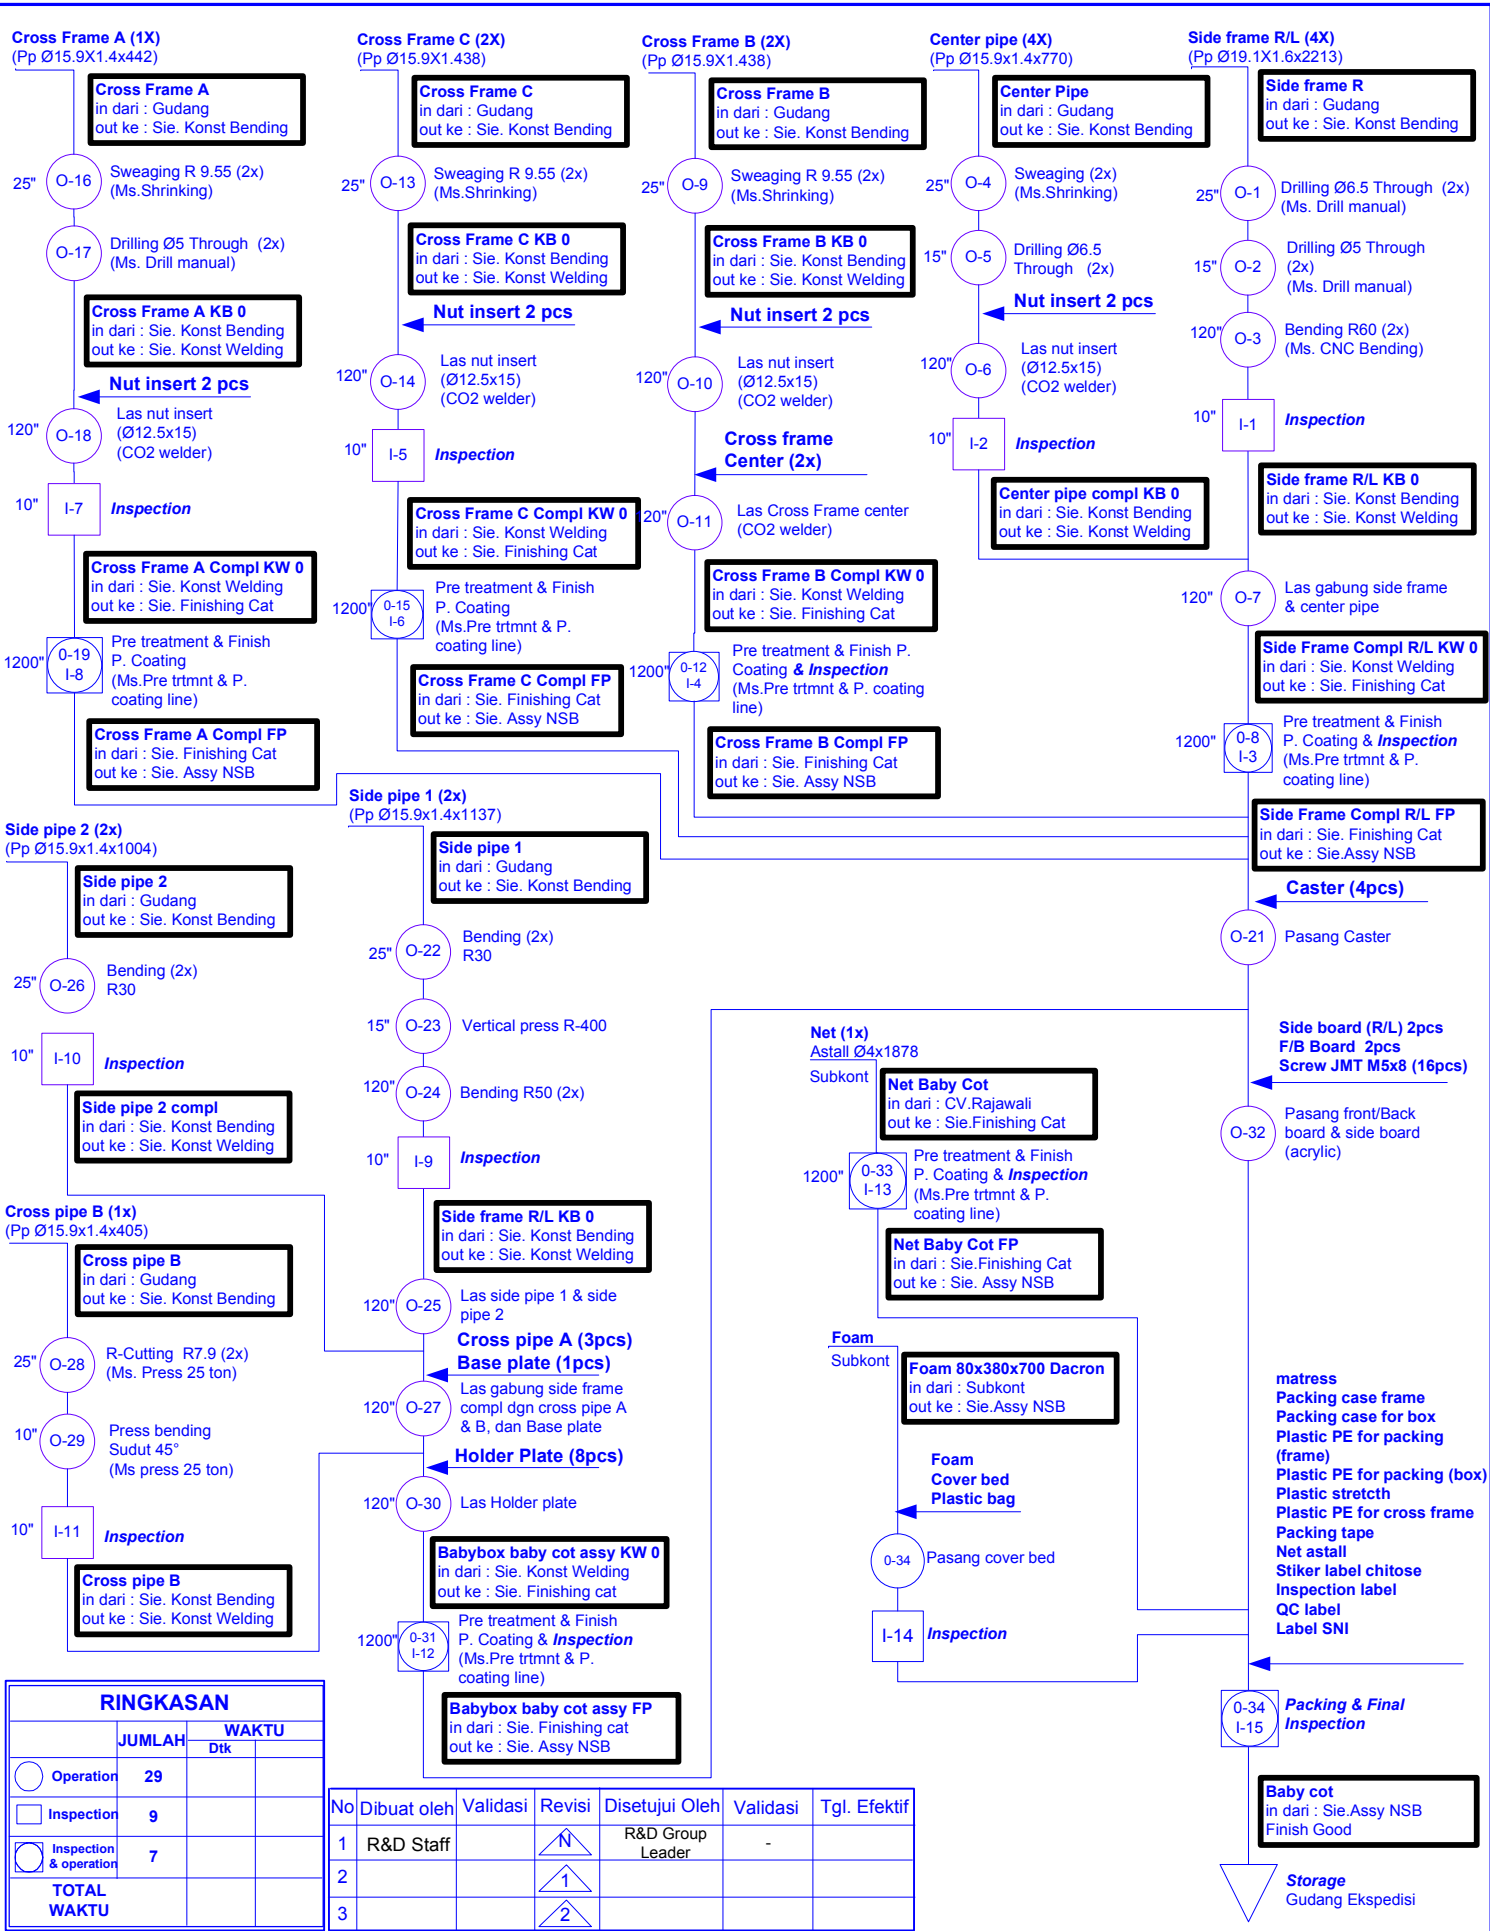 Cross Frame A (1X)
(Pp Ø15.9X1.4x442)
Cross Frame A
in dari : Gudang
out ke : Sie. Konst Bending
25"
O-16
Sweaging R 9.55 (2x)
(Ms.Shrinking)
O-17
Drilling Ø5 Through  (2x)
(Ms. Drill manual)
Cross Frame A KB 0
in dari : Sie. Konst Bending
out ke : Sie. Konst Welding
Nut insert 2 pcs
120"
O-18
Las nut insert
(Ø12.5x15)
(CO2 welder)
10"
I-7
Inspection
Cross Frame A Compl KW 0
in dari : Sie. Konst Welding
out ke : Sie. Finishing Cat
1200"
0-19
I-8
Pre treatment & Finish
P. Coating
(Ms.Pre trtmnt & P.
coating line)
Cross Frame A Compl FP
in dari : Sie. Finishing Cat
out ke : Sie. Assy NSB
Cross Frame C (2X)
(Pp Ø15.9X1.438)
Cross Frame C
in dari : Gudang
out ke : Sie. Konst Bending
25"
O-13
Sweaging R 9.55 (2x)
(Ms.Shrinking)
Cross Frame C KB 0
in dari : Sie. Konst Bending
out ke : Sie. Konst Welding
Nut insert 2 pcs
120"
O-14
Las nut insert
(Ø12.5x15)
(CO2 welder)
10"
I-5
Inspection
Cross Frame C Compl KW 0
in dari : Sie. Konst Welding
out ke : Sie. Finishing Cat
1200"
0-15
I-6
Pre treatment & Finish
P. Coating
(Ms.Pre trtmnt & P.
coating line)
Cross Frame C Compl FP
in dari : Sie. Finishing Cat
out ke : Sie. Assy NSB
Cross Frame B (2X)
(Pp Ø15.9X1.438)
Cross Frame B
in dari : Gudang
out ke : Sie. Konst Bending
25"
O-9
Sweaging R 9.55 (2x)
(Ms.Shrinking)
Cross Frame B KB 0
in dari : Sie. Konst Bending
out ke : Sie. Konst Welding
Nut insert 2 pcs
120"
O-10
Las nut insert
(Ø12.5x15)
(CO2 welder)
Cross frame
Center (2x)
20"
O-11
Las Cross Frame center
(CO2 welder)
Cross Frame B Compl KW 0
in dari : Sie. Konst Welding
out ke : Sie. Finishing Cat
1200"
0-12
I-4
Pre treatment & Finish P.
Coating & Inspection
(Ms.Pre trtmnt & P. coating
line)
Cross Frame B Compl FP
in dari : Sie. Finishing Cat
out ke : Sie. Assy NSB
Center pipe (4X)
(Pp Ø15.9x1.4x770)
Center Pipe
in dari : Gudang
out ke : Sie. Konst Bending
25"
O-4
Sweaging (2x)
(Ms.Shrinking)
15"
O-5
Drilling Ø6.5
Through   (2x)
Nut insert 2 pcs
120"
O-6
Las nut insert
(Ø12.5x15)
(CO2 welder)
10"
I-2
Inspection
Center pipe compl KB 0
in dari : Sie. Konst Bending
out ke : Sie. Konst Welding
Side frame R/L (4X)
(Pp Ø19.1X1.6x2213)
Side frame R
in dari : Gudang
out ke : Sie. Konst Bending
25"
O-1
Drilling Ø6.5 Through  (2x)
(Ms. Drill manual)
15"
O-2
Drilling Ø5 Through
(2x)
(Ms. Drill manual)
120"
O-3
Bending R60 (2x)
(Ms. CNC Bending)
10"
I-1
Inspection
Side frame R/L KB 0
in dari : Sie. Konst Bending
out ke : Sie. Konst Welding
120"
O-7
Las gabung side frame
& center pipe
Side Frame Compl R/L KW 0
in dari : Sie. Konst Welding
out ke : Sie. Finishing Cat
1200"
0-8
I-3
Pre treatment & Finish
P. Coating & Inspection
(Ms.Pre trtmnt & P.
coating line)
Side Frame Compl R/L FP
in dari : Sie. Finishing Cat
out ke : Sie.Assy NSB
Caster (4pcs)
O-21
Pasang Caster
Side board (R/L) 2pcs
F/B Board  2pcs
Screw JMT M5x8 (16pcs)
O-32
Pasang front/Back
board & side board
(acrylic)
Side pipe 2 (2x)
(Pp Ø15.9x1.4x1004)
Side pipe 2
in dari : Gudang
out ke : Sie. Konst Bending
25"
O-26
Bending (2x)
R30
10"
I-10
Inspection
Side pipe 2 compl
in dari : Sie. Konst Bending
out ke : Sie. Konst Welding
Cross pipe B (1x)
(Pp Ø15.9x1.4x405)
Cross pipe B
in dari : Gudang
out ke : Sie. Konst Bending
25"
O-28
R-Cutting  R7.9 (2x)
(Ms. Press 25 ton)
10"
O-29
Press bending
Sudut 45°
(Ms press 25 ton)
10"
I-11
Inspection
Cross pipe B
in dari : Sie. Konst Bending
out ke : Sie. Konst Welding
Side pipe 1 (2x)
(Pp Ø15.9x1.4x1137)
Side pipe 1
in dari : Gudang
out ke : Sie. Konst Bending
25"
O-22
Bending (2x)
R30
15"
O-23
Vertical press R-400
120"
O-24
Bending R50 (2x)
10"
I-9
Inspection
Side frame R/L KB 0
in dari : Sie. Konst Bending
out ke : Sie. Konst Welding
120"
O-25
Las side pipe 1 & side
pipe 2
Cross pipe A (3pcs)
Base plate (1pcs)
120"
O-27
Las gabung side frame
compl dgn cross pipe A
& B, dan Base plate
Holder Plate (8pcs)
120"
O-30
Las Holder plate
Babybox baby cot assy KW 0
in dari : Sie. Konst Welding
out ke : Sie. Finishing cat
1200"
0-31
I-12
Pre treatment & Finish
P. Coating & Inspection
(Ms.Pre trtmnt & P.
coating line)
Babybox baby cot assy FP
in dari : Sie. Finishing cat
out ke : Sie. Assy NSB
Net (1x)
Astall Ø4x1878
Subkont
Net Baby Cot
in dari : CV.Rajawali
out ke : Sie.Finishing Cat
1200"
0-33
I-13
Pre treatment & Finish
P. Coating & Inspection
(Ms.Pre trtmnt & P.
coating line)
Net Baby Cot FP
in dari : Sie.Finishing Cat
out ke : Sie. Assy NSB
Foam
Subkont
Foam 80x380x700 Dacron
in dari : Subkont
out ke : Sie.Assy NSB
Foam
Cover bed
Plastic bag
0-34
Pasang cover bed
I-14
Inspection
matress
Packing case frame
Packing case for box
Plastic PE for packing
(frame)
Plastic PE for packing (box)
Plastic stretcth
Plastic PE for cross frame
Packing tape
Net astall
Stiker label chitose
Inspection label
QC label
Label SNI
0-34
I-15
Packing & Final
Inspection
Baby cot
in dari : Sie.Assy NSB
Finish Good
Storage
Gudang Ekspedisi
RINGKASAN
JUMLAH WAKTU
Dtk
Operation 29
Inspection 9
Inspection
& operation 7
TOTAL
WAKTU
No Dibuat oleh Validasi Revisi Disetujui Oleh Validasi Tgl. Efektif
1 R&D Staff N R&D Group
Leader -
2 1
3 2